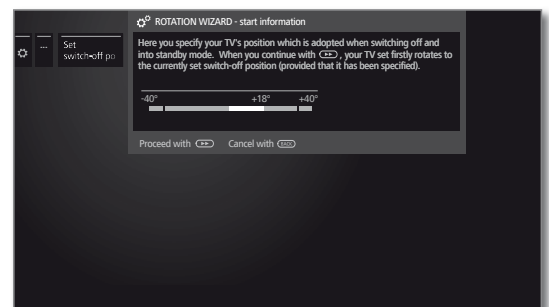 ROTATION WIZARD - start information
... Set
switch-off po
Here you specify your TV's position which is adopted when switching off and
into standby mode. When you continue with ▶▶, your TV set firstly rotates to
the currently set switch-off position (provided that it has been specified).
-40° +18° +40°
Proceed with ▶▶ Cancel with BACK